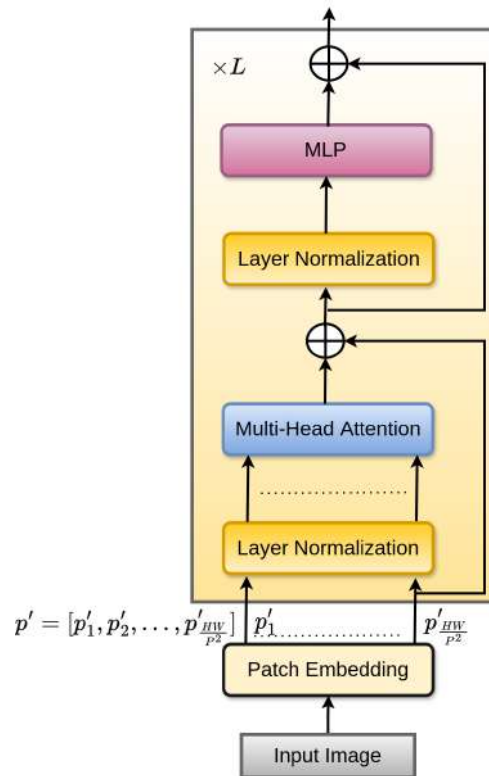 ×L
MLP
Layer Normalization
Multi-Head Attention
Layer Normalization
p′ = [p′₁, p′₂, . . . , p′_{HW/P²}] p′₁ p′_{HW/P²}
Patch Embedding
Input Image